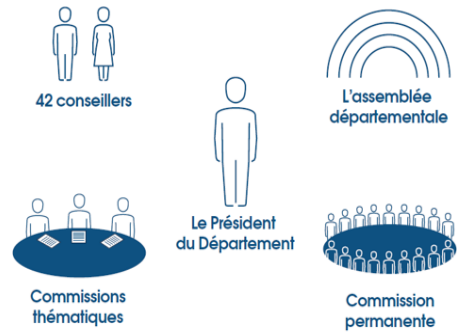 42 conseillers
L'assemblée
départementale
Le Président
du Département
Commissions
thématiques
Commission
permanente